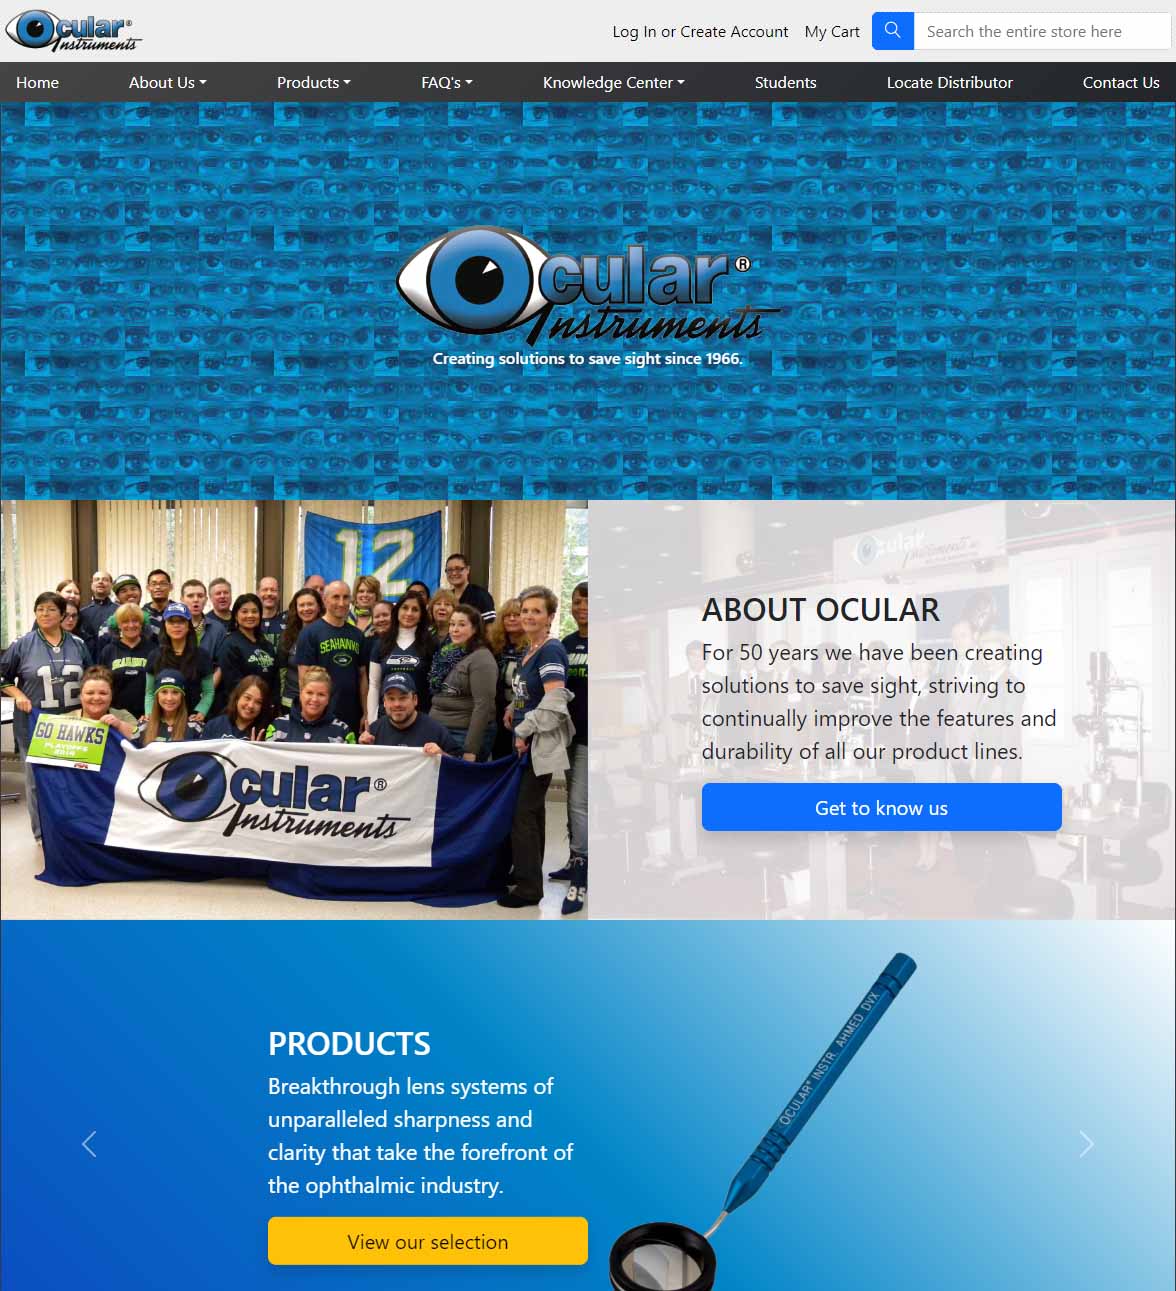 Ocular®
Instruments
Log In or Create Account
My Cart
Search the entire store here
Home
About Us
Products
FAQ's
Knowledge Center
Students
Locate Distributor
Contact Us
Ocular®
Instruments
Creating solutions to save sight since 1966.
12
SEAHAWKS
12
GO HAWKS
PLAYOFFS
Ocular®
Instruments
85
Ocular
Instruments
ABOUT OCULAR
For 50 years we have been creating
solutions to save sight, striving to
continually improve the features and
durability of all our product lines.
Get to know us
PRODUCTS
Breakthrough lens systems of
unparalleled sharpness and
clarity that take the forefront of
the ophthalmic industry.
View our selection
OCULAR® INSTR. AHMED DVX